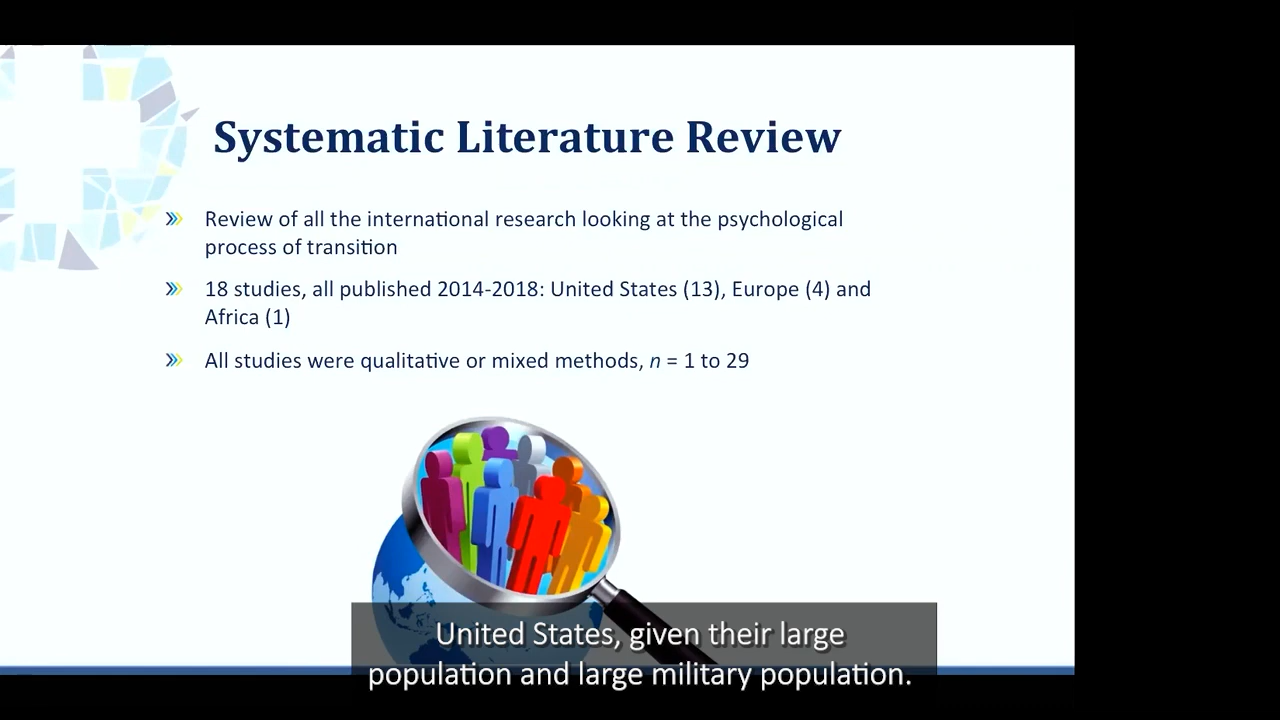 Systematic Literature Review
Review of all the international research looking at the psychological
process of transition
18 studies, all published 2014-2018: United States (13), Europe (4) and
Africa (1)
All studies were qualitative or mixed methods, n = 1 to 29
United States, given their large
population and large military population.